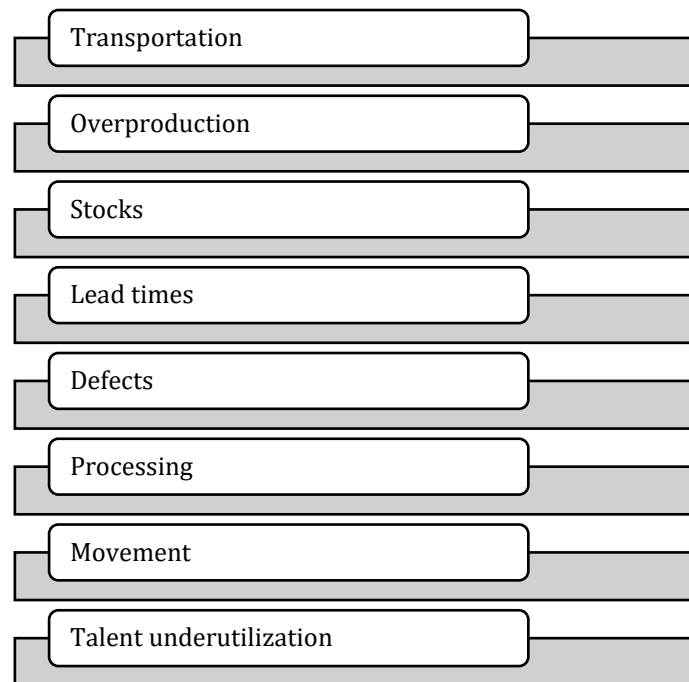 Transportation
Overproduction
Stocks
Lead times
Defects
Processing
Movement
Talent underutilization